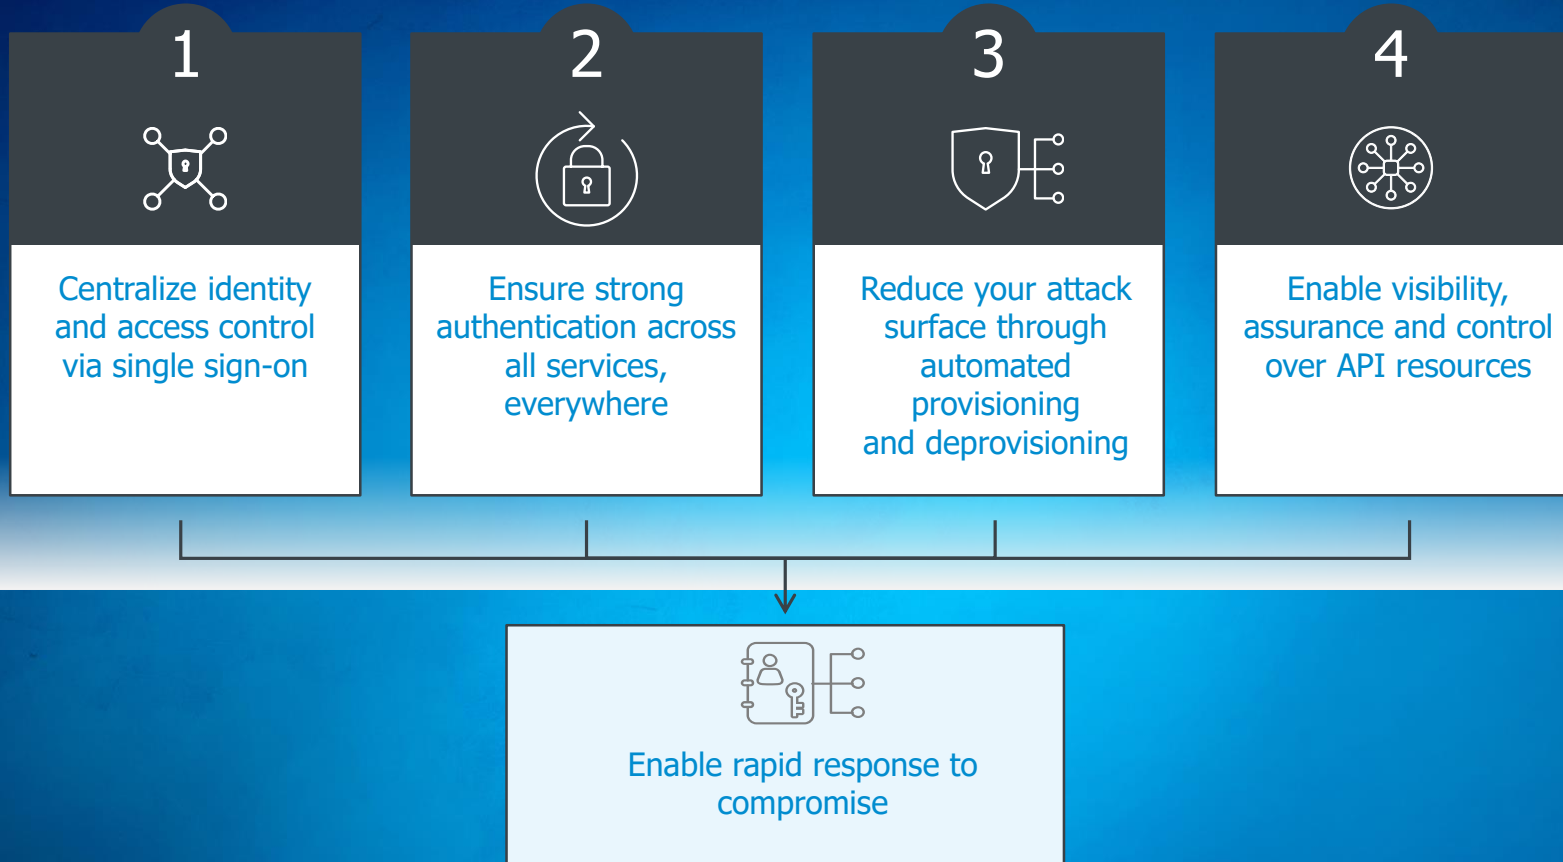 1
Centralize identity
and access control
via single sign-on
2
Ensure strong
authentication across
all services,
everywhere
3
Reduce your attack
surface through
automated
provisioning
and deprovisioning
4
Enable visibility,
assurance and control
over API resources
Enable rapid response to
compromise